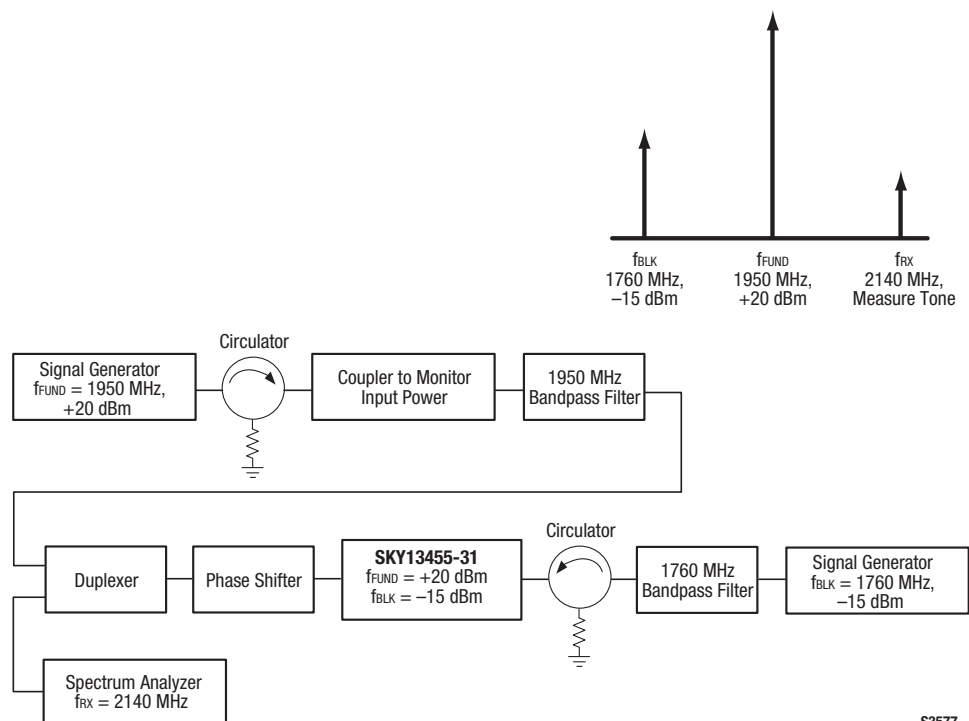 fBLK
1760 MHz,
–15 dBm
fFUND
1950 MHz,
+20 dBm
fRX
2140 MHz,
Measure Tone
Signal Generator
fFUND = 1950 MHz,
+20 dBm
Circulator
Coupler to Monitor
Input Power
1950 MHz
Bandpass Filter
Duplexer
Phase Shifter
SKY13455-31
fFUND = +20 dBm
fBLK = –15 dBm
Circulator
1760 MHz
Bandpass Filter
Signal Generator
fBLK = 1760 MHz,
–15 dBm
Spectrum Analyzer
fRX = 2140 MHz
S2577